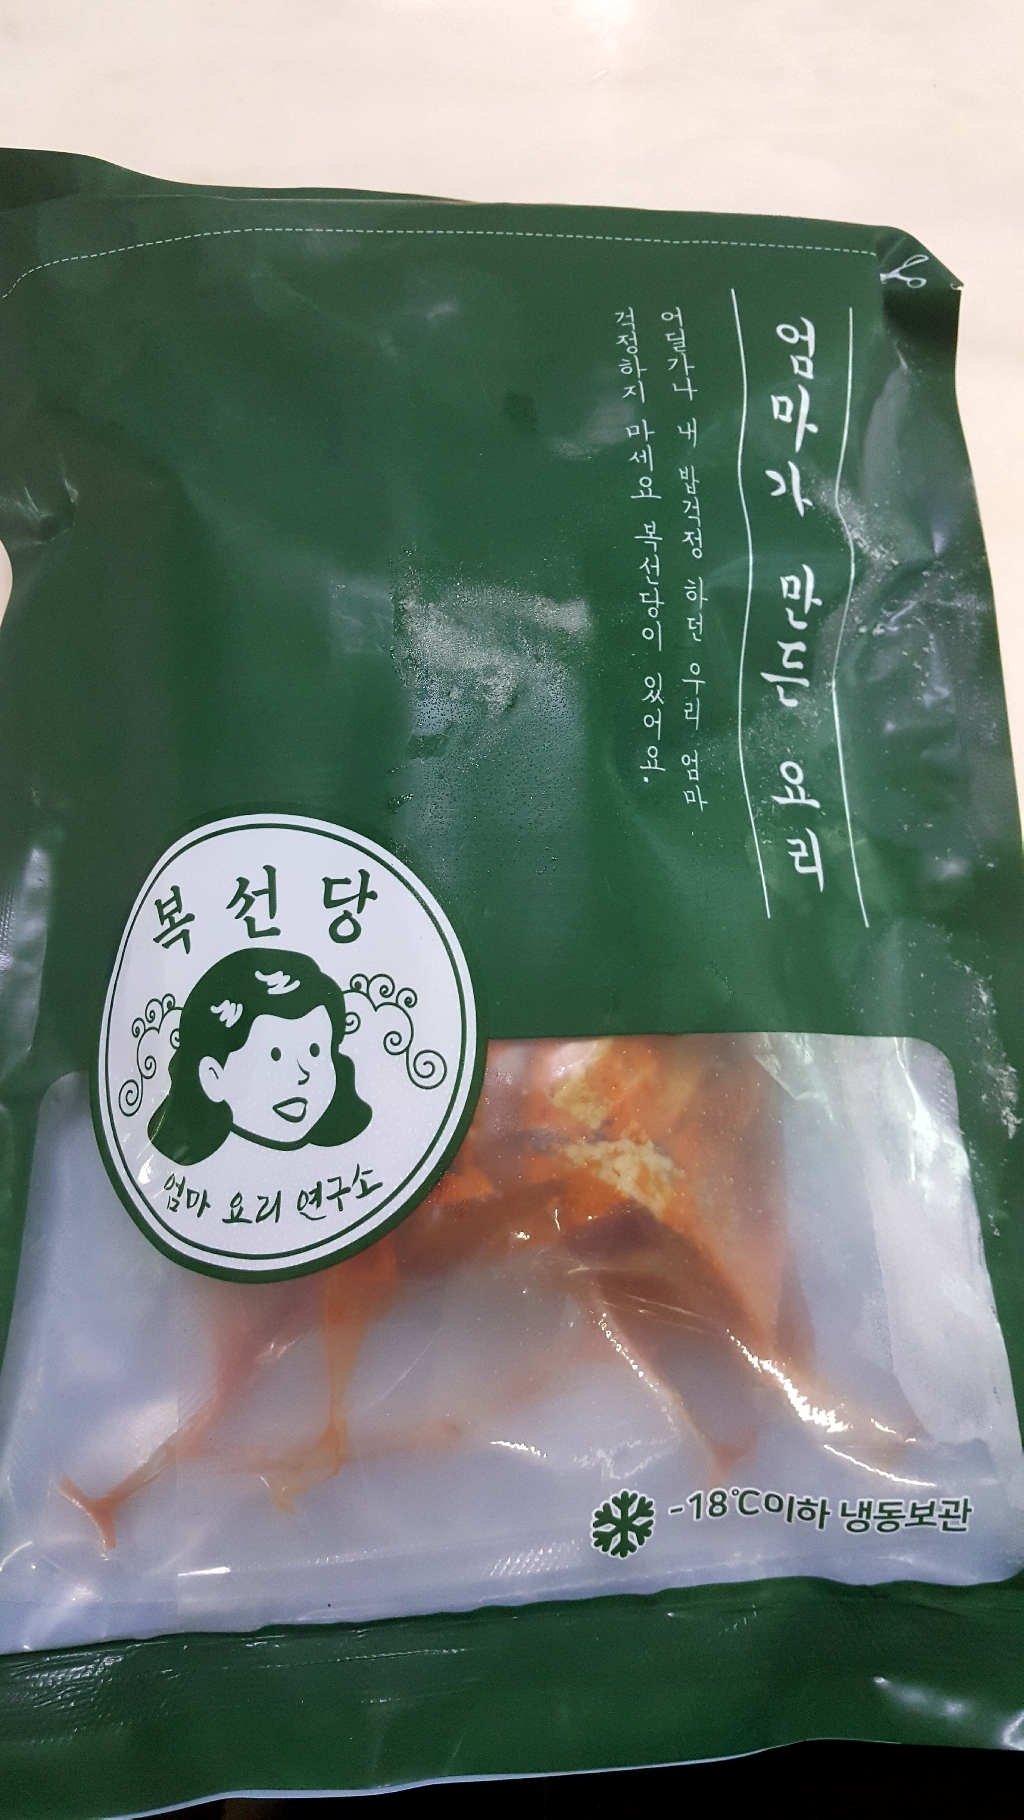 엄마가 만든 요리
어딜가나 내 밥걱정 하던 우리 엄마
걱정하지 마세요 복선당이 있어요.
복선당
엄마 요리 연구소
-18℃이하 냉동보관